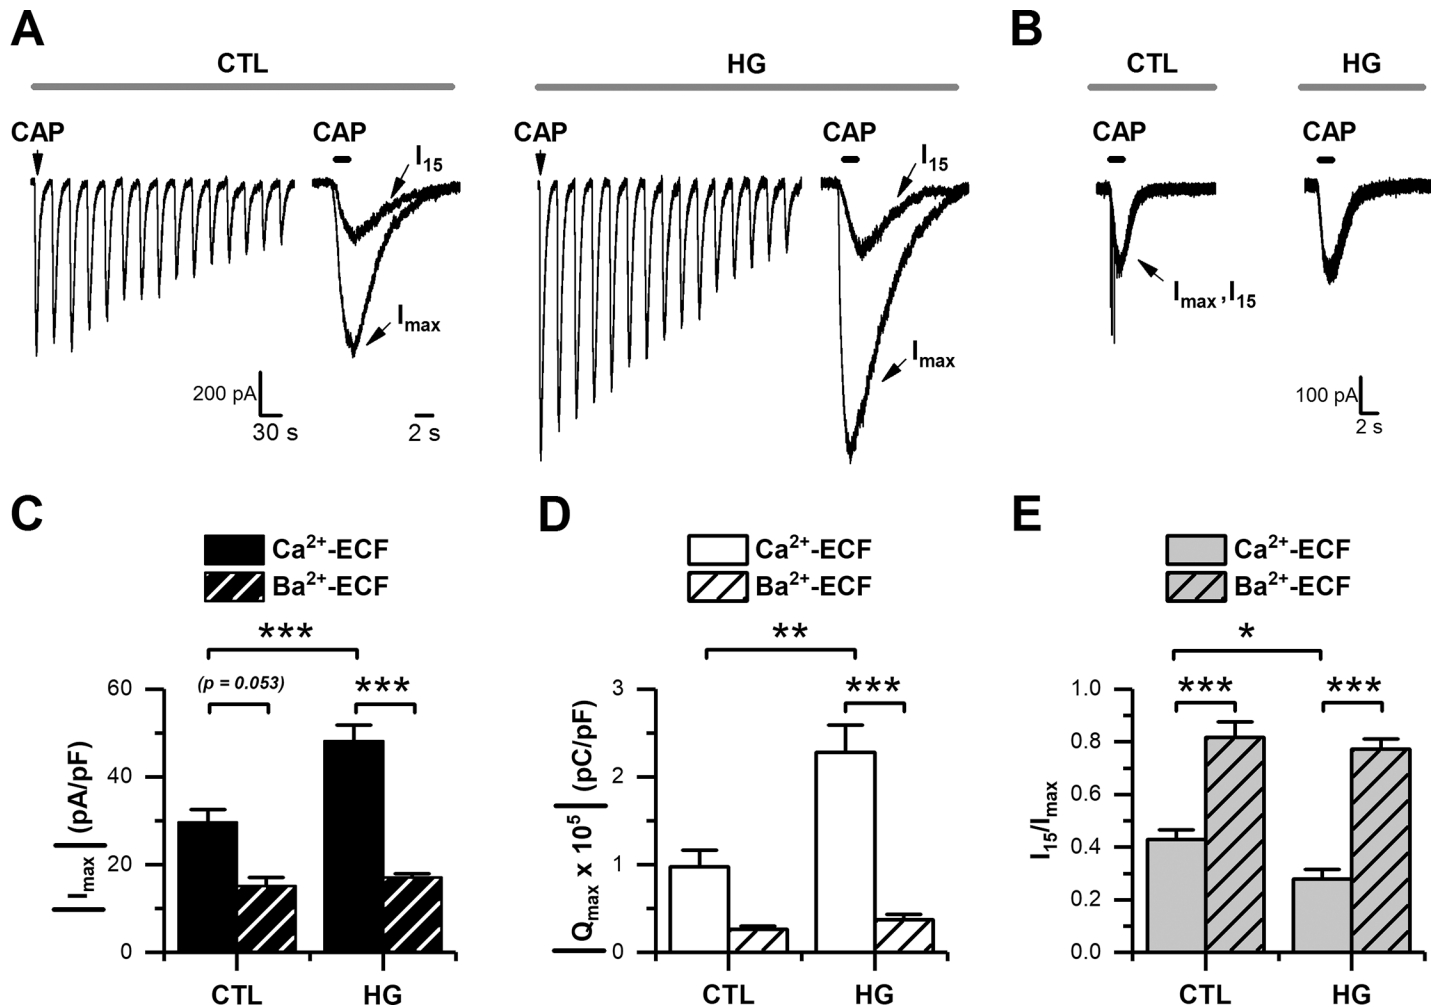 A
CTL
HG
CAP
CAP
I15
Imax
200 pA
30 s
2 s
CAP
CAP
I15
Imax
B
CTL
HG
CAP
CAP
Imax ,I15
100 pA
2 s
C
Ca2+-ECF
Ba2+-ECF
***
(p = 0.053)
***
| Imax | (pA/pF)
60
40
20
0
CTL
HG
D
Ca2+-ECF
Ba2+-ECF
**
***
| Qmax x 10^5 | (pC/pF)
3
2
1
0
CTL
HG
E
Ca2+-ECF
Ba2+-ECF
*
***
***
I15/Imax
1.0
0.8
0.6
0.4
0.2
0.0
CTL
HG